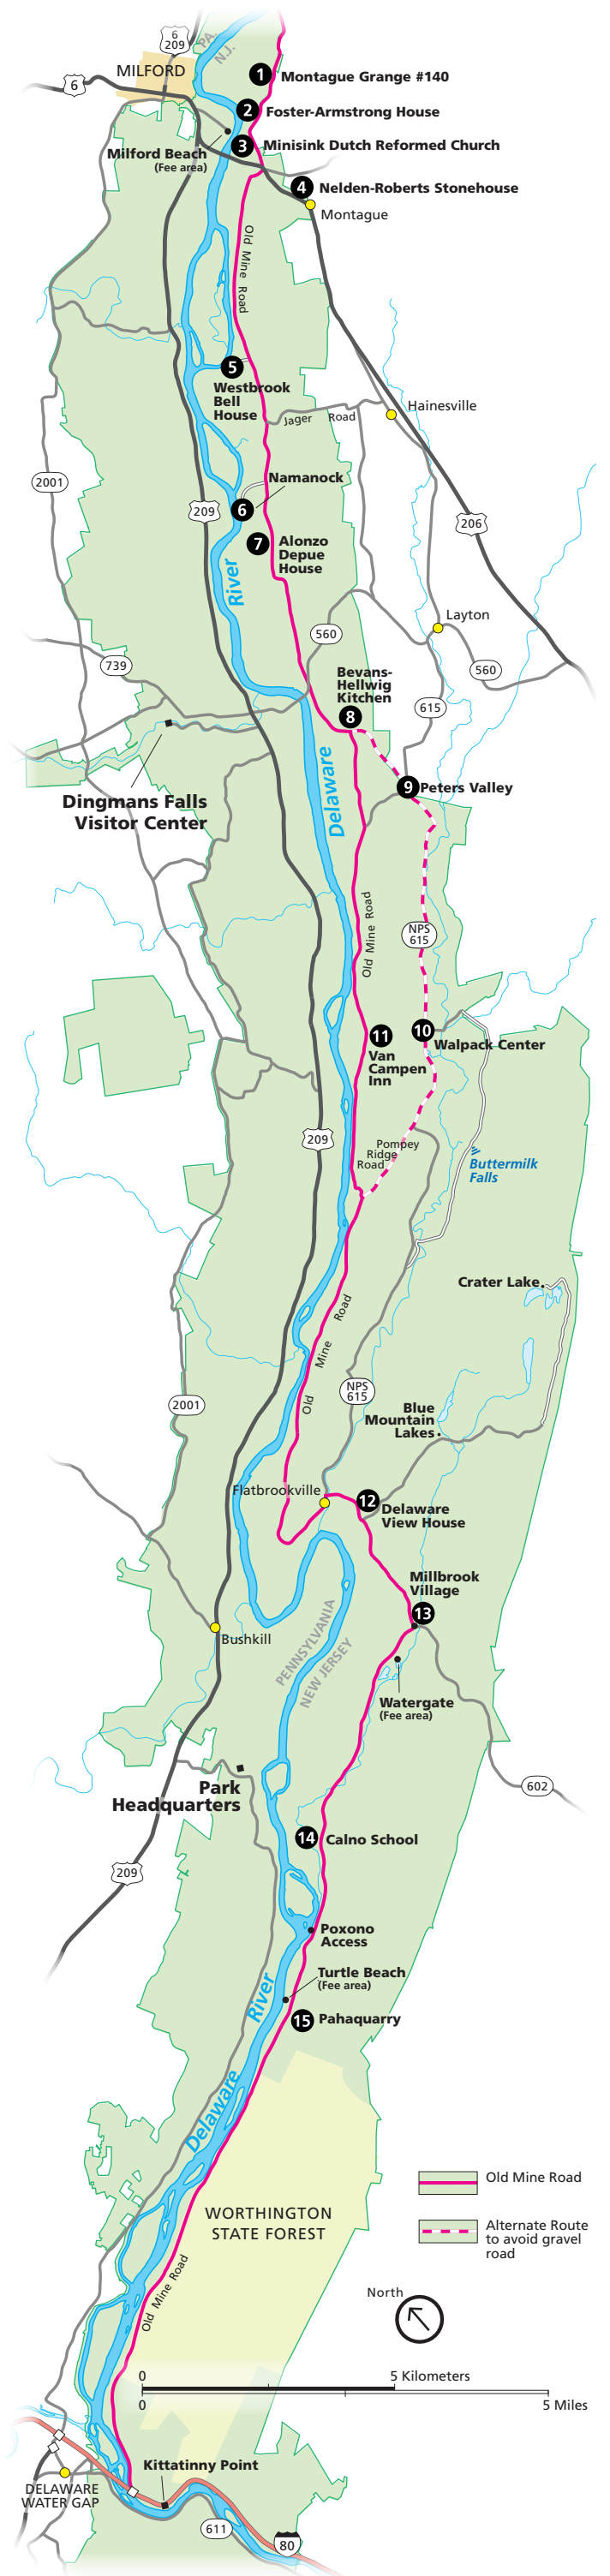 6
209
PA.
N.J.
MILFORD
6
1
Montague Grange #140
2
Foster-Armstrong House
3
Minisink Dutch Reformed Church
Milford Beach
(Fee area)
4
Nelden-Roberts Stonehouse
Montague
Old Mine Road
5
Westbrook
Bell
House
Hainesville
Jager Road
2001
Namanock
6
209
206
7
Alonzo
Depue
House
River
Layton
560
739
560
Bevans-
Hellwig
Kitchen
615
8
9
Peters Valley
Dingmans Falls
Visitor Center
Delaware
Old Mine Road
NPS
615
11
10
Walpack Center
Van
Campen
Inn
209
Pompey
Ridge
Road
Buttermilk
Falls
Crater Lake
Old Mine Road
NPS
615
2001
Blue
Mountain
Lakes
Flatbrookville
12
Delaware
View House
Millbrook
Village
13
PENNSYLVANIA
NEW JERSEY
Bushkill
Watergate
(Fee area)
Park
Headquarters
602
14
Calno School
209
Poxono
Access
Turtle Beach
(Fee area)
River
15
Pahaquarry
Delaware
Old Mine Road
WORTHINGTON
STATE FOREST
Alternate Route
to avoid gravel
road
North
Old Mine Road
0
5 Kilometers
0
5 Miles
Kittatinny Point
DELAWARE
WATER GAP
611
80